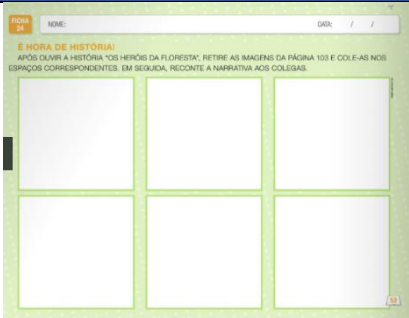 FICHA
24
NOME:
DATA: / /
É HORA DE HISTÓRIA!
APÓS OUVIR A HISTÓRIA "OS HERÓIS DA FLORESTA", RETIRE AS IMAGENS DA PÁGINA 103 E COLE-AS NOS
ESPAÇOS CORRESPONDENTES. EM SEGUIDA, RECONTE A NARRATIVA AOS COLEGAS.
53